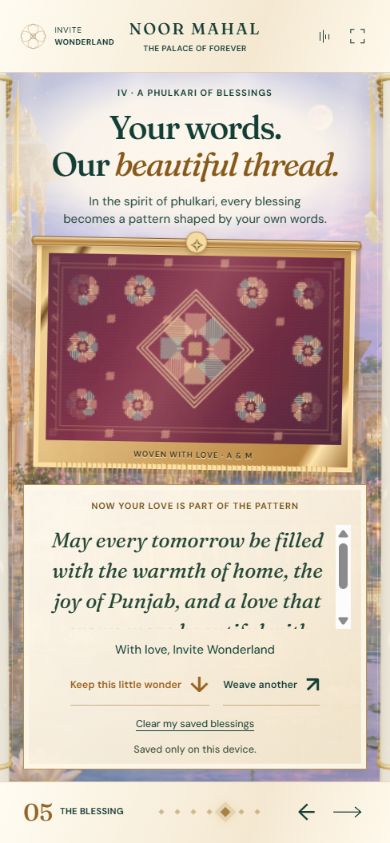 INVITE
WONDERLAND
NOOR MAHAL
THE PALACE OF FOREVER
IV · A PHULKARI OF BLESSINGS
Your words.
Our beautiful thread.
In the spirit of phulkari, every blessing
becomes a pattern shaped by your own words.
WOVEN WITH LOVE · A & M
NOW YOUR LOVE IS PART OF THE PATTERN
May every tomorrow be filled
with the warmth of home, the
joy of Punjab, and a love that
With love, Invite Wonderland
Keep this little wonder
Weave another
Clear my saved blessings
Saved only on this device.
05 THE BLESSING